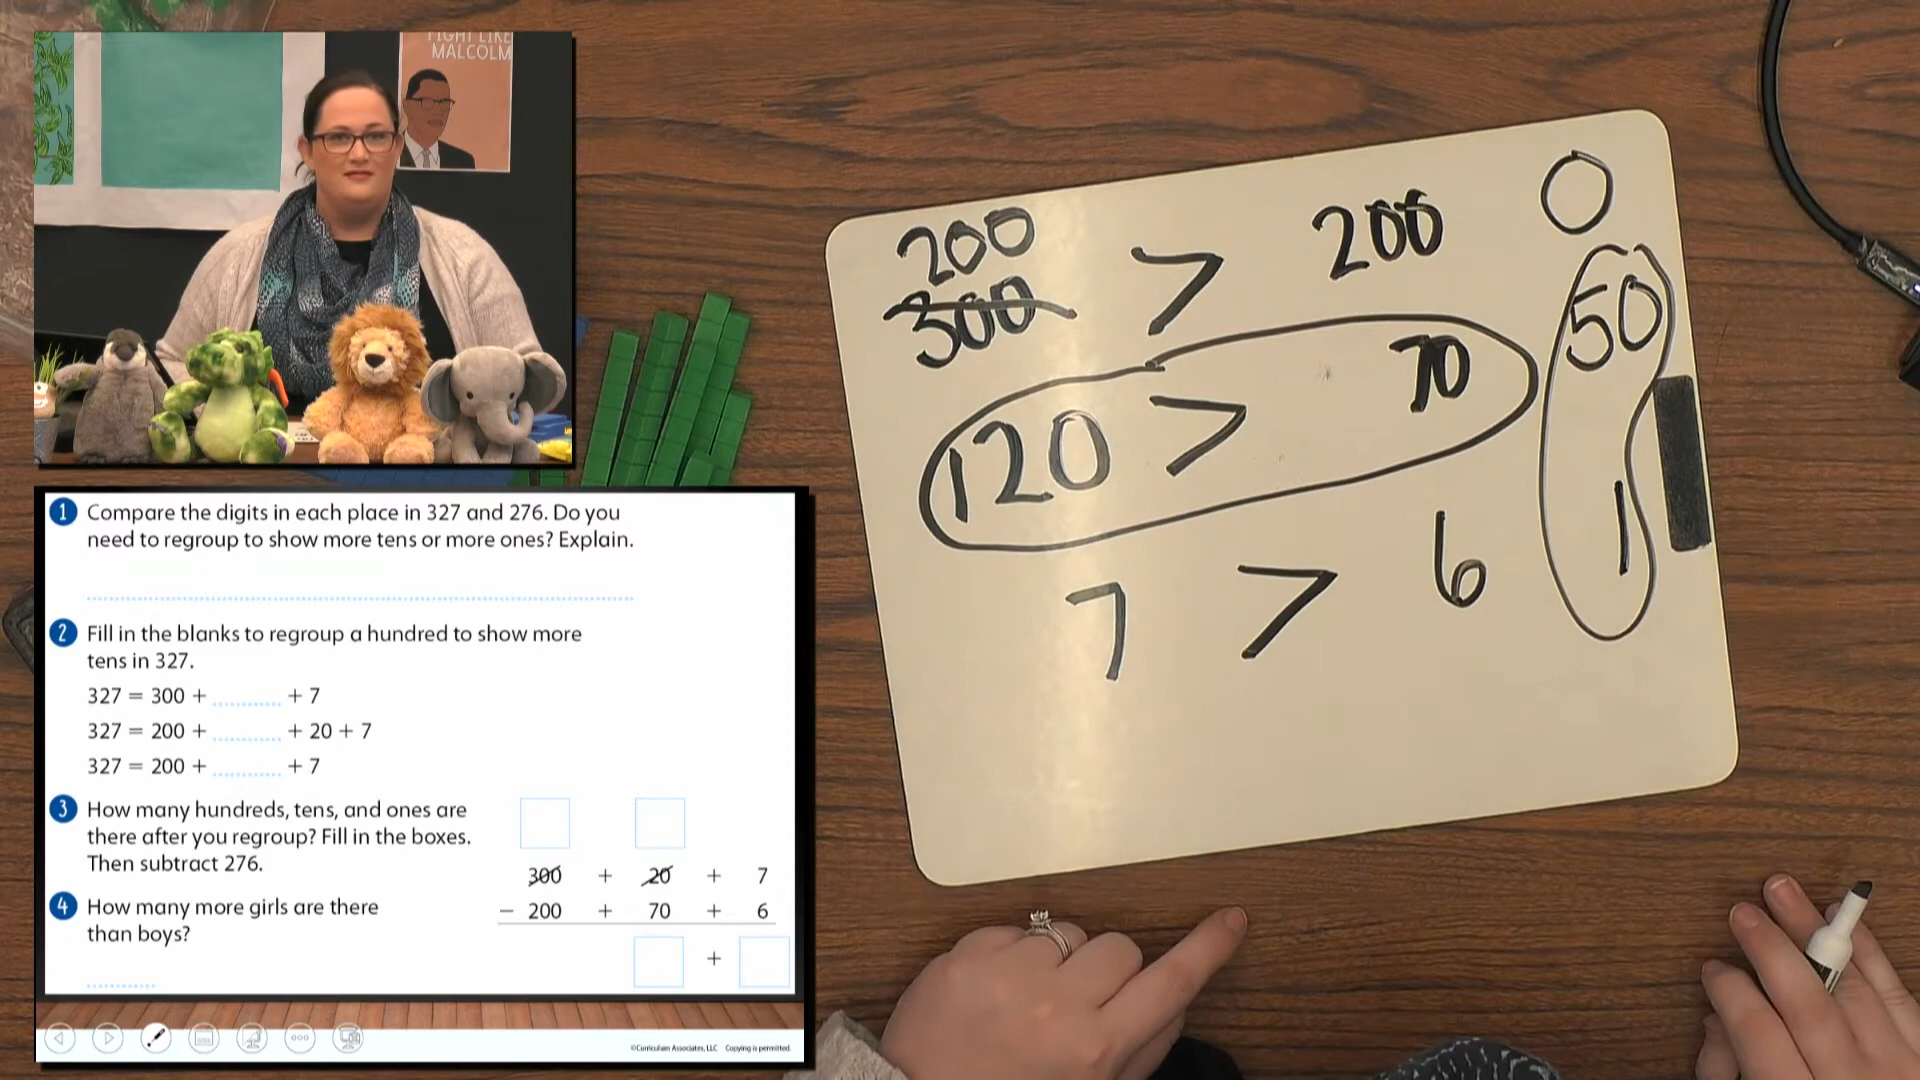 FIGHT LIKE
MALCOLM
200 200 0
300 > 50
120 > 70
1
7 > 6
1 Compare the digits in each place in 327 and 276. Do you
need to regroup to show more tens or more ones? Explain.
2 Fill in the blanks to regroup a hundred to show more
tens in 327.
327 = 300 + ............ + 7
327 = 200 + ............ + 20 + 7
327 = 200 + ............ + 7
3 How many hundreds, tens, and ones are
there after you regroup? Fill in the boxes.
Then subtract 276.
300 + 20 + 7
− 200 + 70 + 6
+
4 How many more girls are there
than boys?
©Curriculum Associates, LLC Copying is permitted.